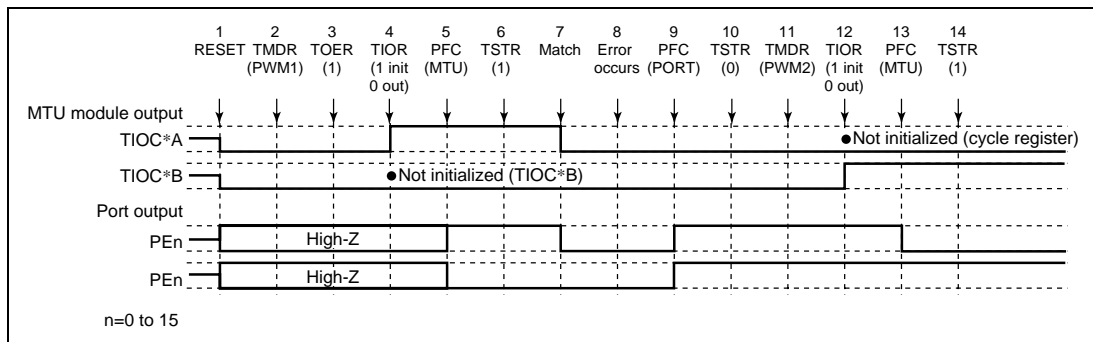 1 2 3 4 5 6 7 8 9 10 11 12 13 14
RESET TMDR TOER TIOR PFC TSTR Match Error PFC TSTR TMDR TIOR PFC TSTR
(PWM1) (1) (1 init (MTU) (1) occurs (PORT) (0) (PWM2) (1 init (MTU) (1)
0 out) 0 out)
MTU module output
TIOC*A ●Not initialized (cycle register)
TIOC*B ●Not initialized (TIOC*B)
Port output
PEn High-Z
PEn High-Z
n=0 to 15